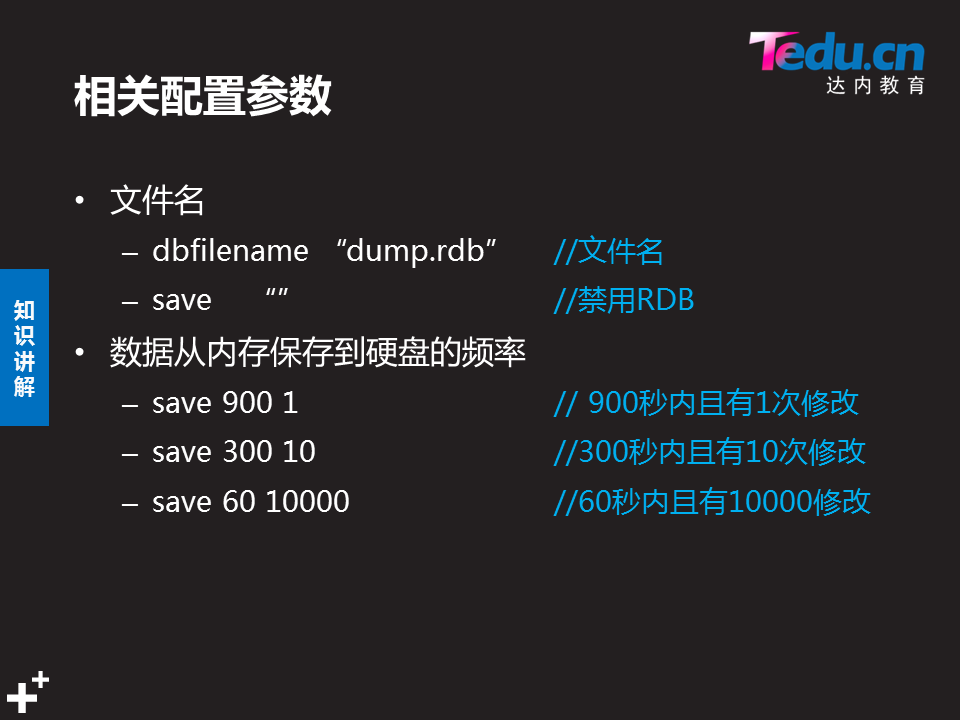 Tedu.cn
达内教育
相关配置参数
• 文件名
– dbfilename “dump.rdb” //文件名
– save “” //禁用RDB
知识讲解
• 数据从内存保存到硬盘的频率
– save 900 1 // 900秒内且有1次修改
– save 300 10 //300秒内且有10次修改
– save 60 10000 //60秒内且有10000修改